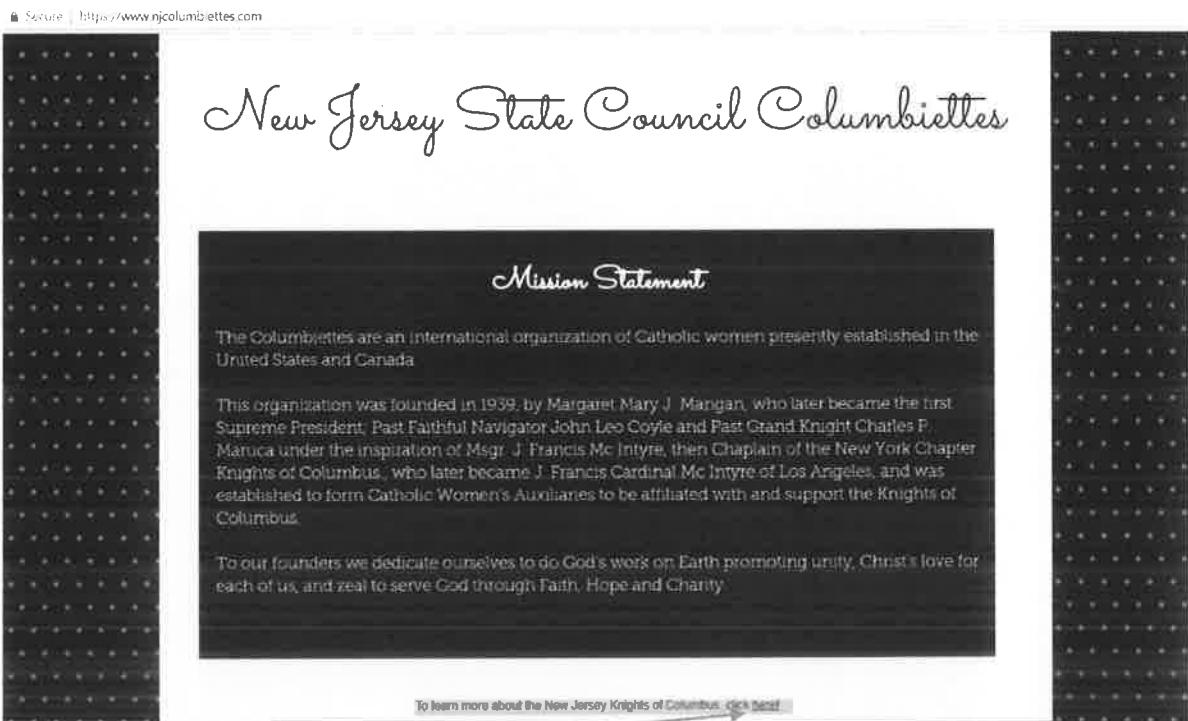 Secure | https://www.njcolumbiettes.com
New Jersey State Council Columbiettes
Mission Statement
The Columbiettes are an international organization of Catholic women presently established in the
United States and Canada
This organization was founded in 1939, by Margaret Mary J. Mangan, who later became the first
Supreme President, Past Faithful Navigator John Leo Coyle and Past Grand Knight Charles P.
Maruca under the inspiration of Msgr. J. Francis Mc Intyre, then Chaplain of the New York Chapter
Knights of Columbus, who later became J. Francis Cardinal Mc Intyre of Los Angeles, and was
established to form Catholic Women's Auxiliaries to be affiliated with and support the Knights of
Columbus.
To our founders we dedicate ourselves to do God's work on Earth promoting unity, Christ's love for
each of us, and zeal to serve God through Faith, Hope and Charity
To learn more about the New Jersey Knights of Columbus, click here!